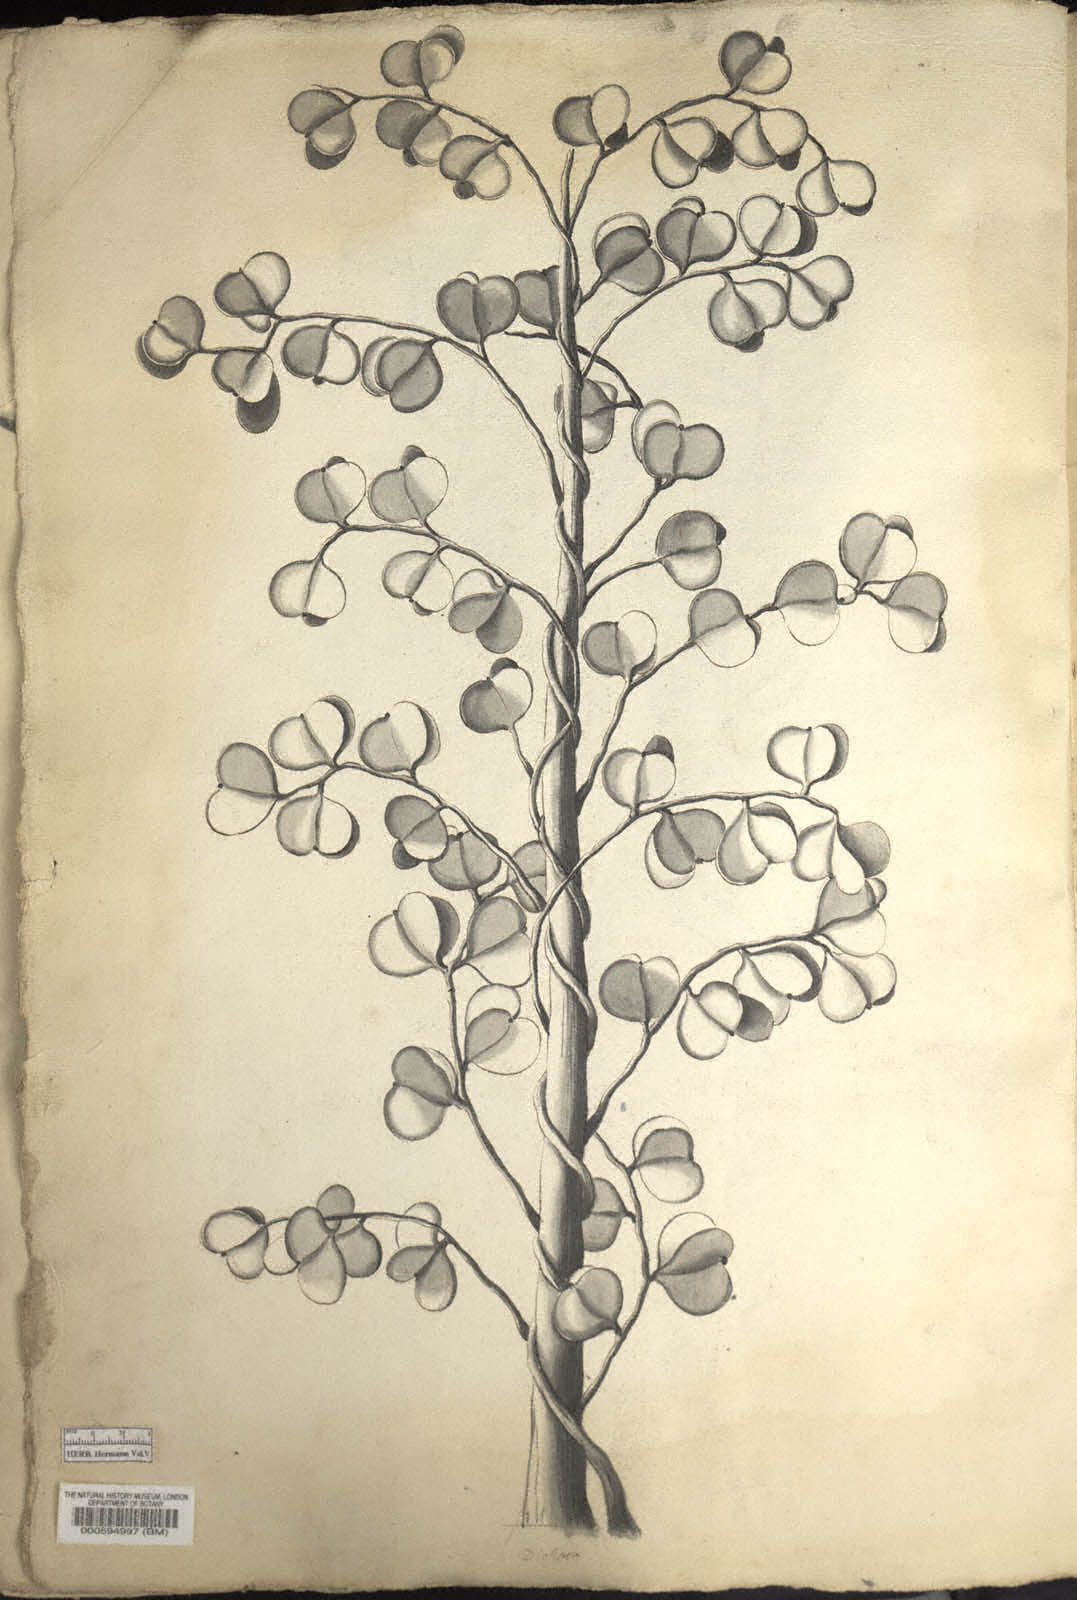 HERB. Hermann Vol.V
THE NATURAL HISTORY MUSEUM, LONDON
DEPARTMENT OF BOTANY
000594997 (BM)